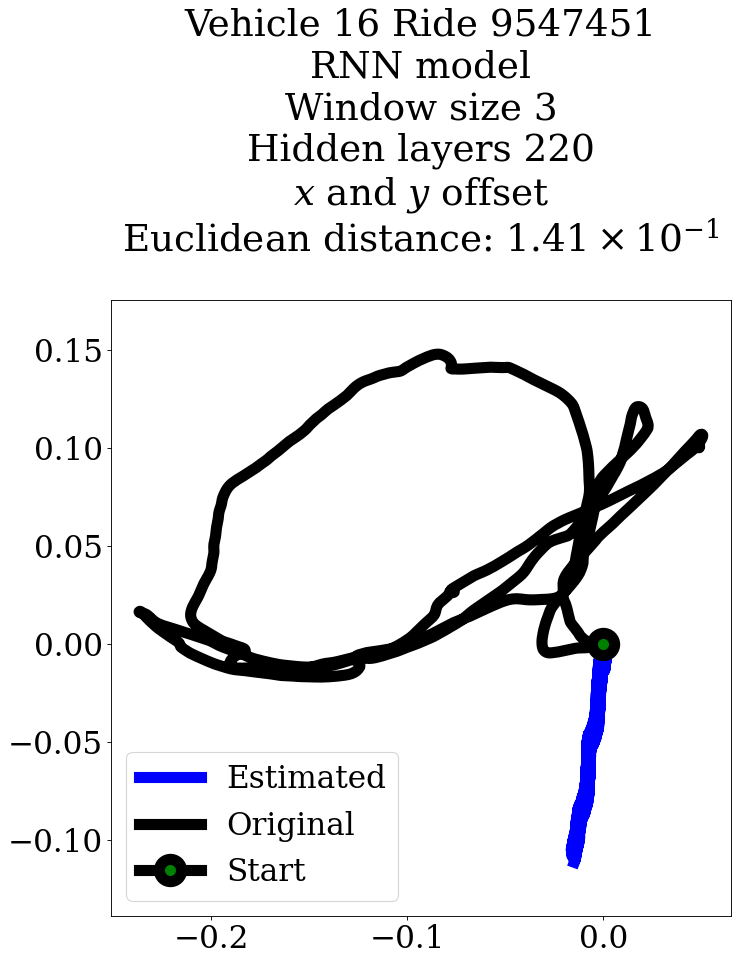 Vehicle 16 Ride 9547451
RNN model
Window size 3
Hidden layers 220
x and y offset
Euclidean distance: 1.41 × 10⁻¹
0.15
0.10
0.05
0.00
−0.05
−0.10
Estimated
Original
Start
−0.2 −0.1 0.0